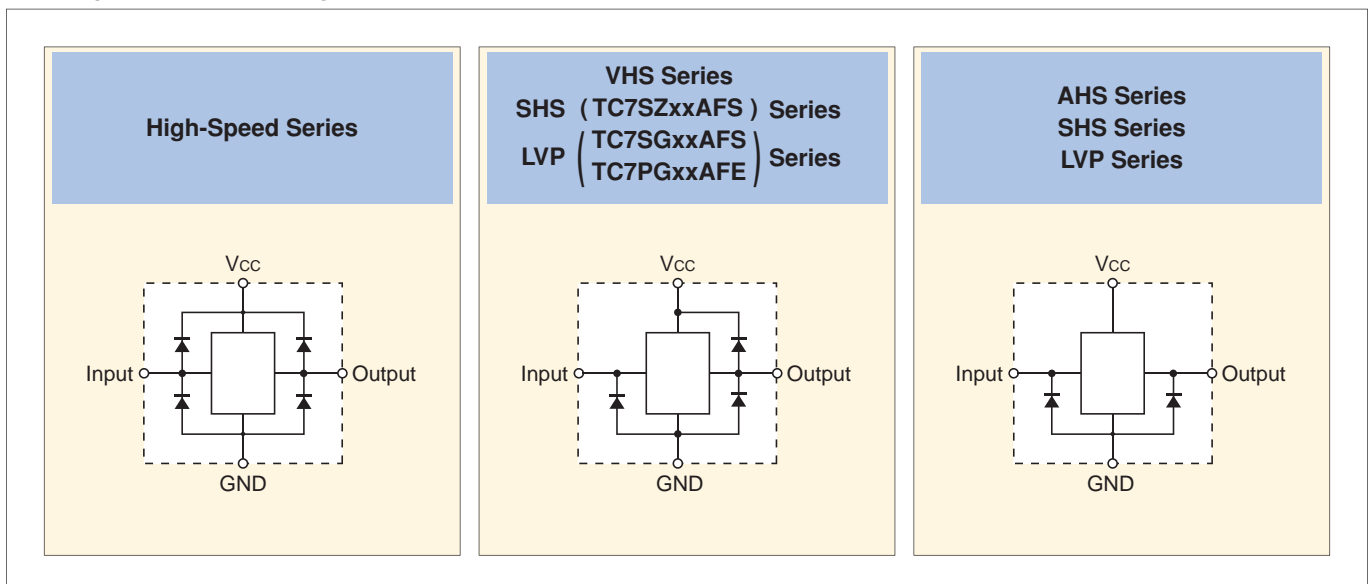 High-Speed Series
Vcc
Input
Output
GND
VHS Series
SHS ( TC7SZxxAFS ) Series
LVP ( TC7SGxxAFS
TC7PGxxAFE ) Series
Vcc
Input
Output
GND
AHS Series
SHS Series
LVP Series
Vcc
Input
Output
GND